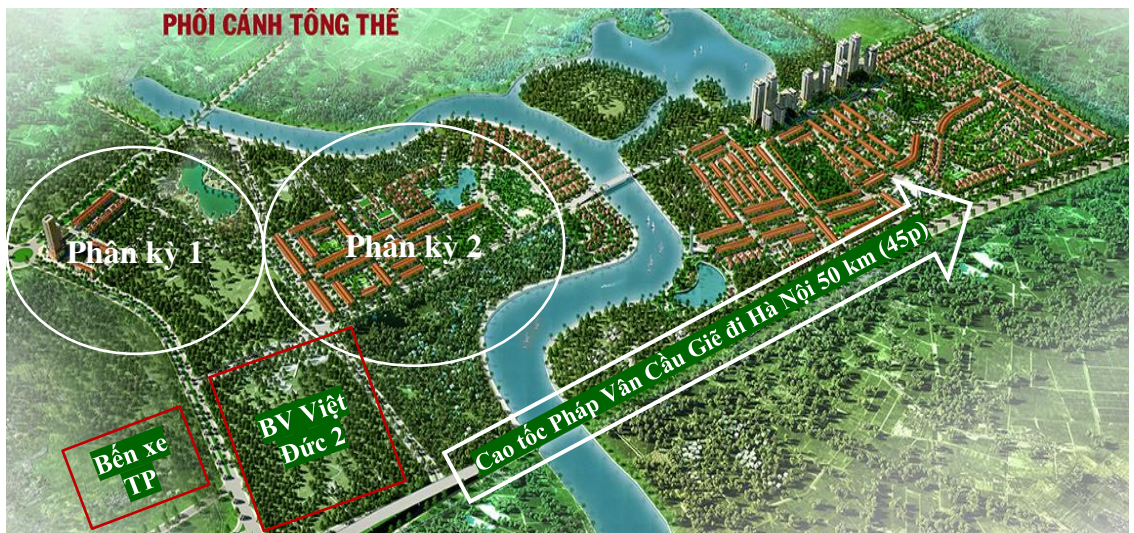 PHỐI CẢNH TỔNG THỂ
Phân kỳ 1
Phân kỳ 2
Cao tốc Pháp Vân Cầu Giẽ đi Hà Nội 50 km (45p)
BV Việt
Đức 2
Bến xe
TP